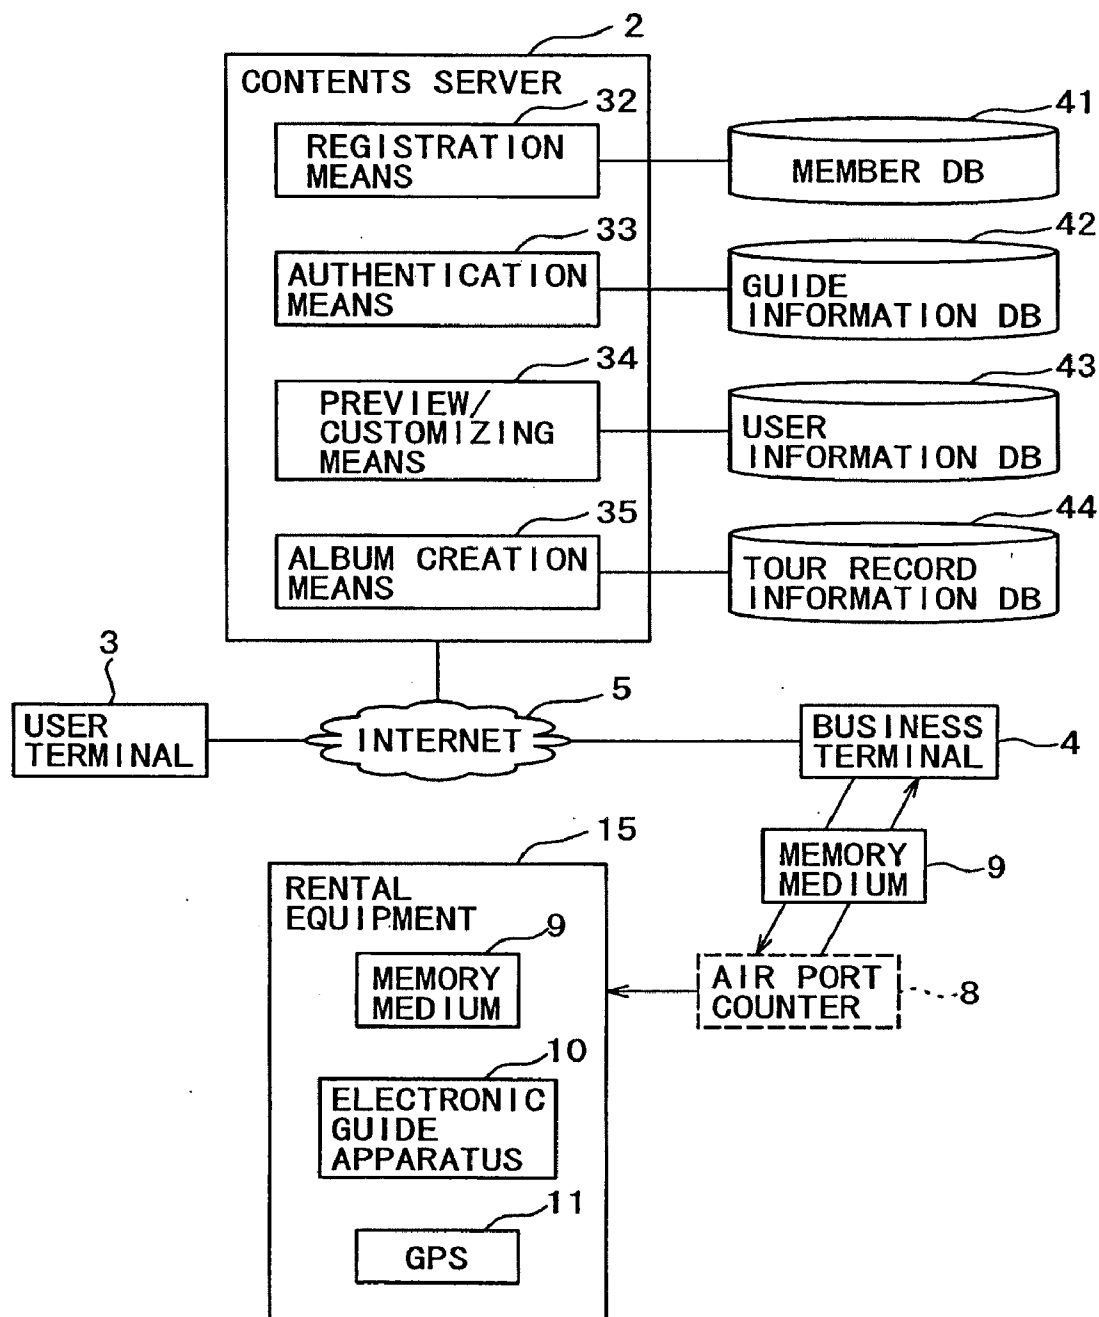 2
CONTENTS SERVER
32
REGISTRATION
MEANS
41
MEMBER DB
33
AUTHENTICATION
MEANS
42
GUIDE
INFORMATION DB
34
PREVIEW/
CUSTOMIZING
MEANS
43
USER
INFORMATION DB
35
ALBUM CREATION
MEANS
44
TOUR RECORD
INFORMATION DB
3
USER
TERMINAL
5
INTERNET
BUSINESS
TERMINAL
4
MEMORY
MEDIUM
9
15
RENTAL
EQUIPMENT
9
MEMORY
MEDIUM
AIR PORT
COUNTER
8
10
ELECTRONIC
GUIDE
APPARATUS
11
GPS